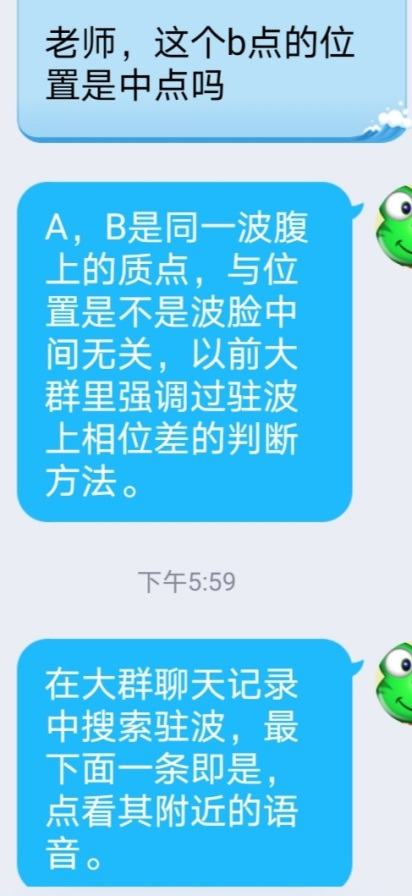 老师，这个b点的位
置是中点吗
A，B是同一波腹
上的质点，与位
置是不是波脸中
间无关，以前大
群里强调过驻波
上相位差的判断
方法。
下午5:59
在大群聊天记录
中搜索驻波，最
下面一条即是，
点看其附近的语
音。